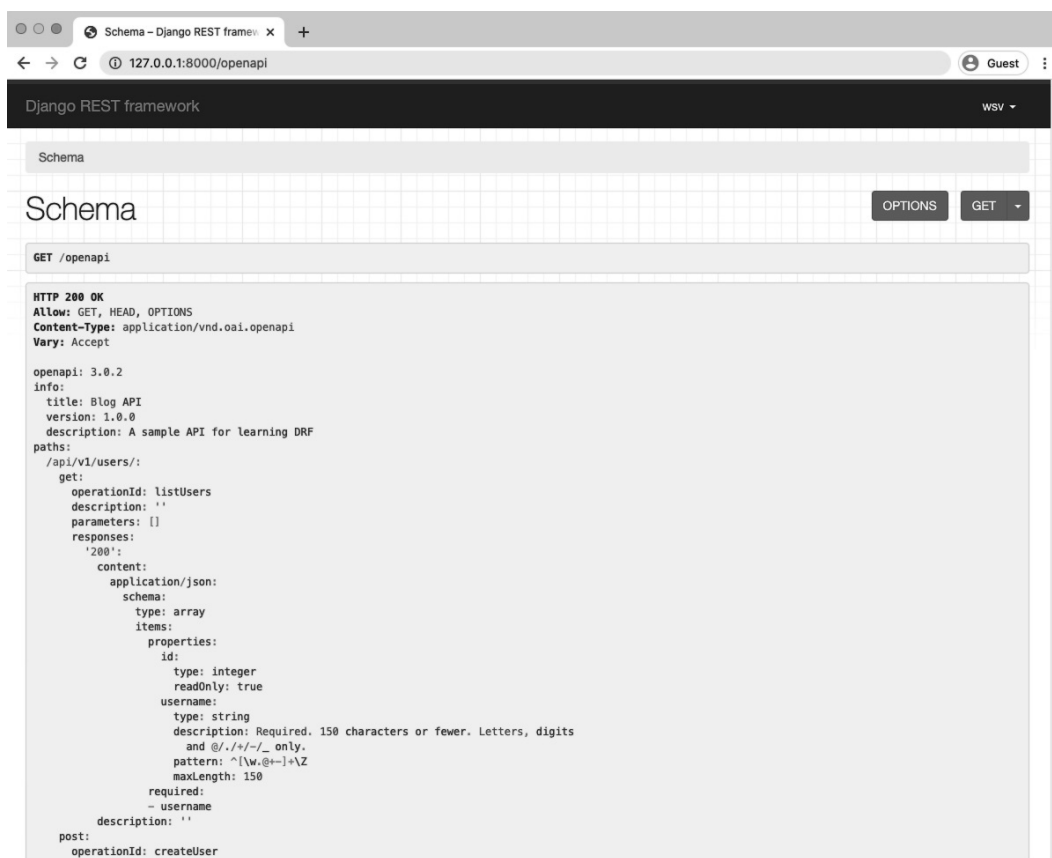 Schema – Django REST framew
127.0.0.1:8000/openapi
Guest
Django REST framework
wsv
Schema
Schema
OPTIONS
GET
GET /openapi
HTTP 200 OK
Allow: GET, HEAD, OPTIONS
Content-Type: application/vnd.oai.openapi
Vary: Accept
openapi: 3.0.2
info:
  title: Blog API
  version: 1.0.0
  description: A sample API for learning DRF
paths:
  /api/v1/users/:
    get:
      operationId: listUsers
      description: ''
      parameters: []
      responses:
        '200':
          content:
            application/json:
              schema:
                type: array
                items:
                  properties:
                    id:
                      type: integer
                      readOnly: true
                    username:
                      type: string
                      description: Required. 150 characters or fewer. Letters, digits
                        and @/./+/-/_ only.
                      pattern: ^[\w.@+-]+\Z
                      maxLength: 150
                  required:
                  - username
          description: ''
    post:
      operationId: createUser